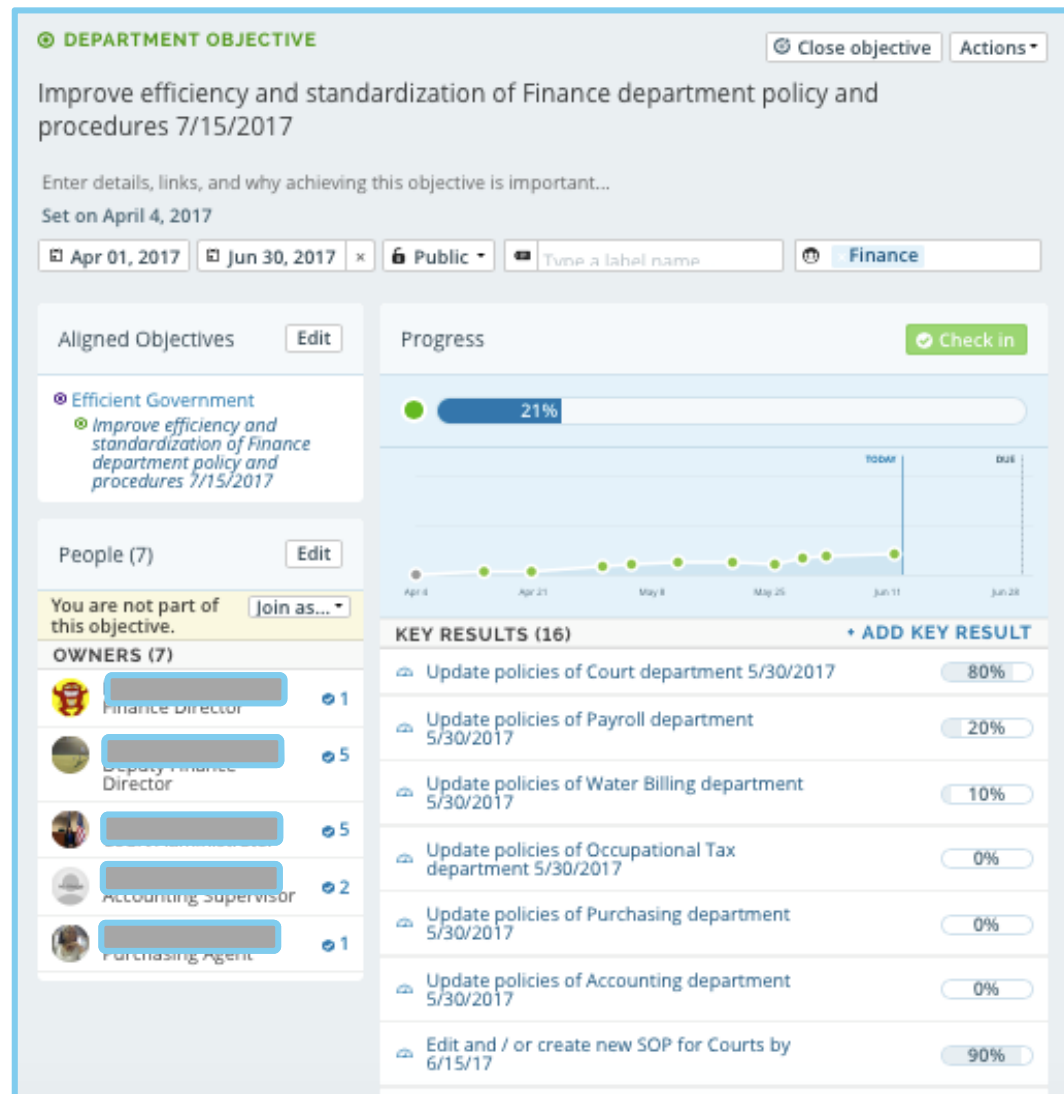 DEPARTMENT OBJECTIVE
Close objective
Actions
Improve efficiency and standardization of Finance department policy and
procedures 7/15/2017
Enter details, links, and why achieving this objective is important...
Set on April 4, 2017
Apr 01, 2017
Jun 30, 2017 ×
Public
Type a label name
Finance
Aligned Objectives
Edit
Efficient Government
Improve efficiency and
standardization of Finance
department policy and
procedures 7/15/2017
People (7)
Edit
You are not part of
this objective.
Join as...
OWNERS (7)
Finance Director
1
Deputy Finance
Director
5
5
Accounting Supervisor
2
Purchasing Agent
1
Progress
Check in
21%
TODAY
DUE
Apr 4
Apr 21
May 8
May 25
Jun 11
Jun 28
KEY RESULTS (16)
+ ADD KEY RESULT
Update policies of Court department 5/30/2017
80%
Update policies of Payroll department
5/30/2017
20%
Update policies of Water Billing department
5/30/2017
10%
Update policies of Occupational Tax
department 5/30/2017
0%
Update policies of Purchasing department
5/30/2017
0%
Update policies of Accounting department
5/30/2017
0%
Edit and / or create new SOP for Courts by
6/15/17
90%